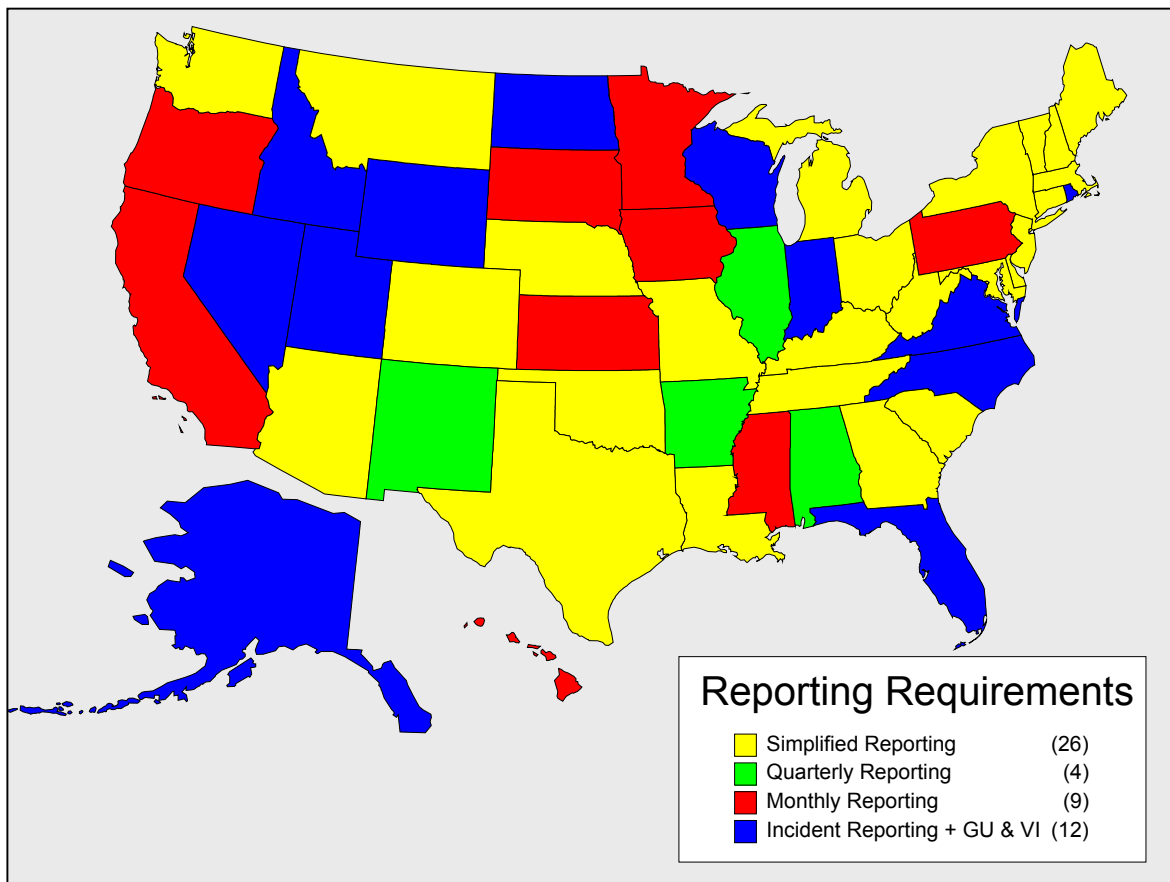 Reporting Requirements
Simplified Reporting (26)
Quarterly Reporting (4)
Monthly Reporting (9)
Incident Reporting + GU & VI (12)